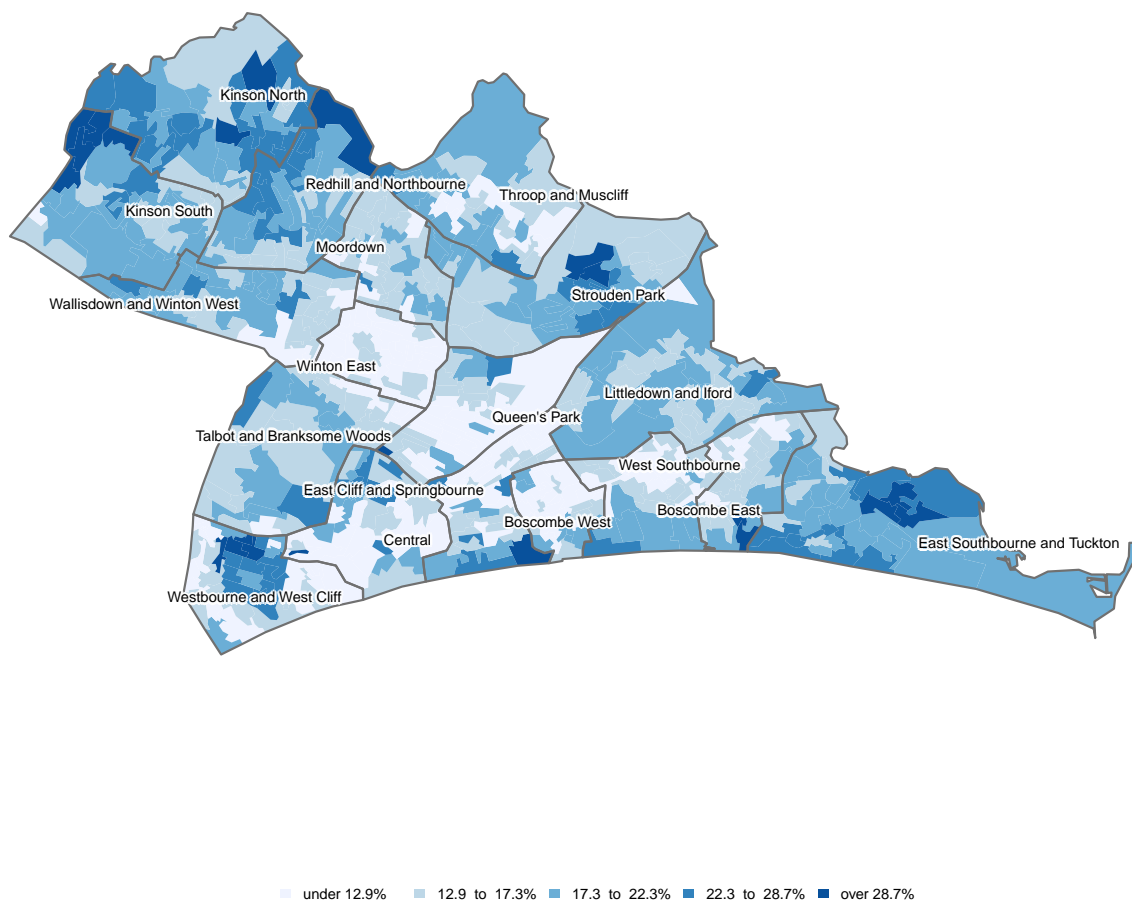 Kinson North
Redhill and Northbourne
Throop and Muscliff
Kinson South
Moordown
Strouden Park
Wallisdown and Winton West
Winton East
Littledown and Iford
Queen's Park
Talbot and Branksome Woods
West Southbourne
East Cliff and Springbourne
Boscombe East
Boscombe West
Central
East Southbourne and Tuckton
Westbourne and West Cliff
under 12.9% 12.9 to 17.3% 17.3 to 22.3% 22.3 to 28.7% over 28.7%